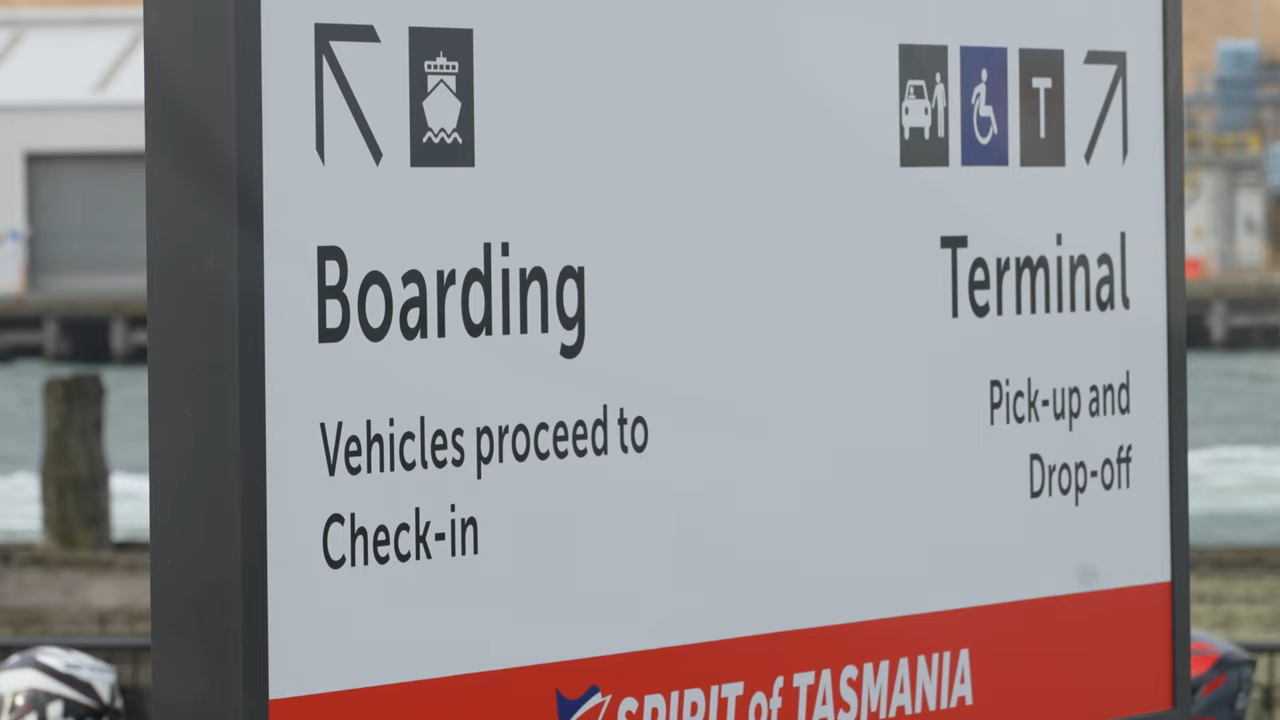 T
Boarding
Terminal
Vehicles proceed to
Check-in
Pick-up and
Drop-off
SPIRIT of TASMANIA